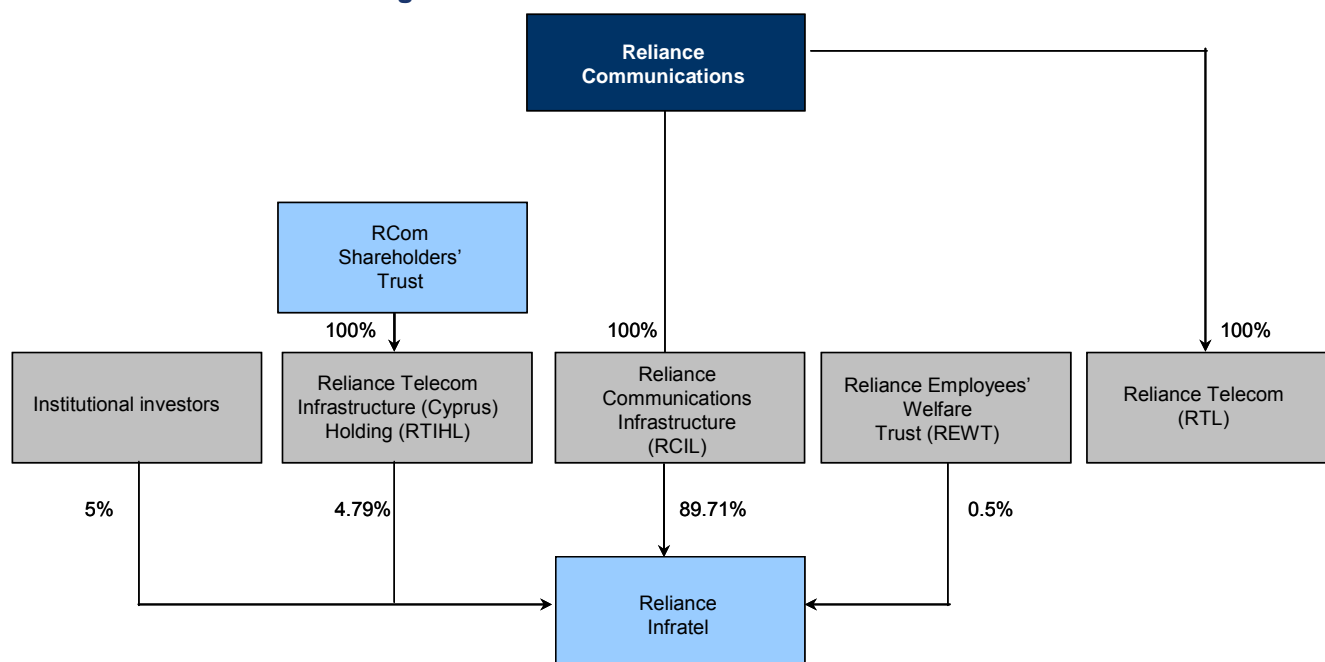 Reliance
Communications
RCom
Shareholders’
Trust
100%
100%
100%
Institutional investors
Reliance Telecom
Infrastructure (Cyprus)
Holding (RTIHL)
Reliance
Communications
Infrastructure
(RCIL)
Reliance Employees’
Welfare
Trust (REWT)
Reliance Telecom
(RTL)
5%
4.79%
89.71%
0.5%
Reliance
Infratel